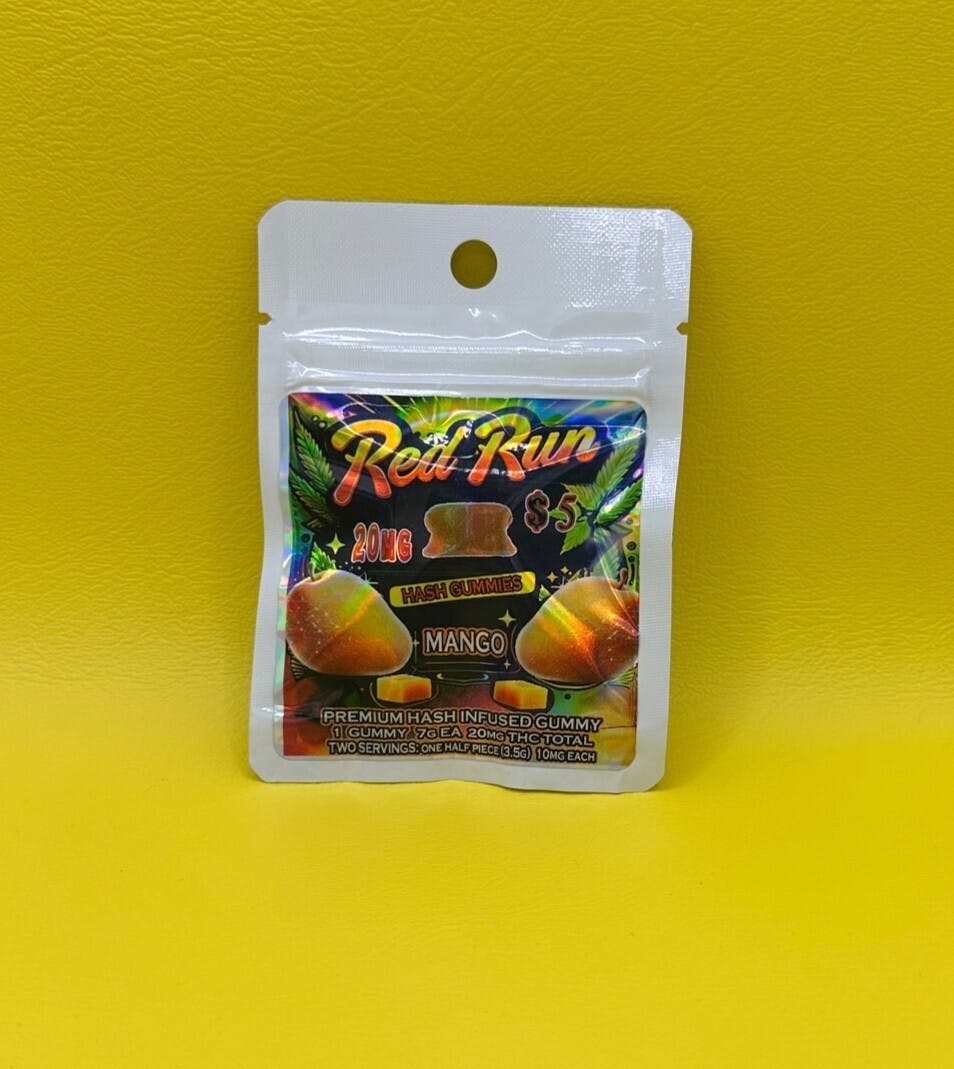 Red Run
$5
20MG
HASH GUMMIES
MANGO
PREMIUM HASH INFUSED GUMMY
1 GUMMY 7G EA 20MG THC TOTAL
TWO SERVINGS: ONE HALF PIECE (3.5G) 10MG EACH